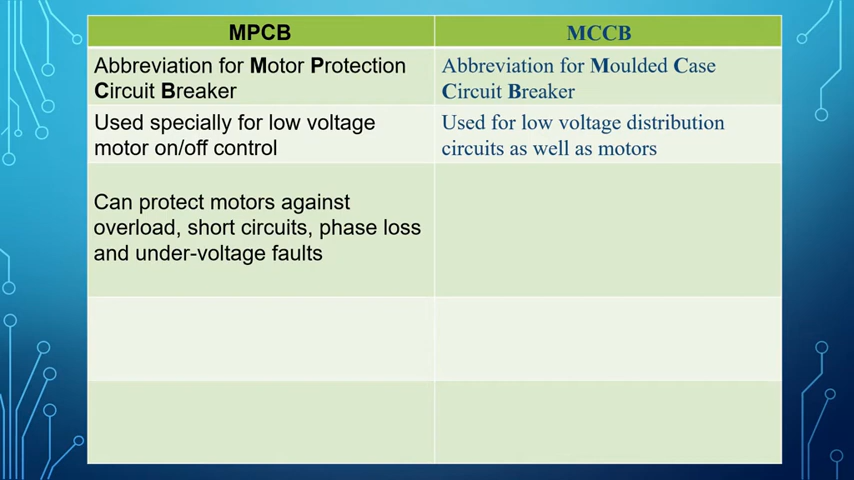 MPCB
MCCB
Abbreviation for Motor Protection
Circuit Breaker
Abbreviation for Moulded Case
Circuit Breaker
Used specially for low voltage
motor on/off control
Used for low voltage distribution
circuits as well as motors
Can protect motors against
overload, short circuits, phase loss
and under-voltage faults